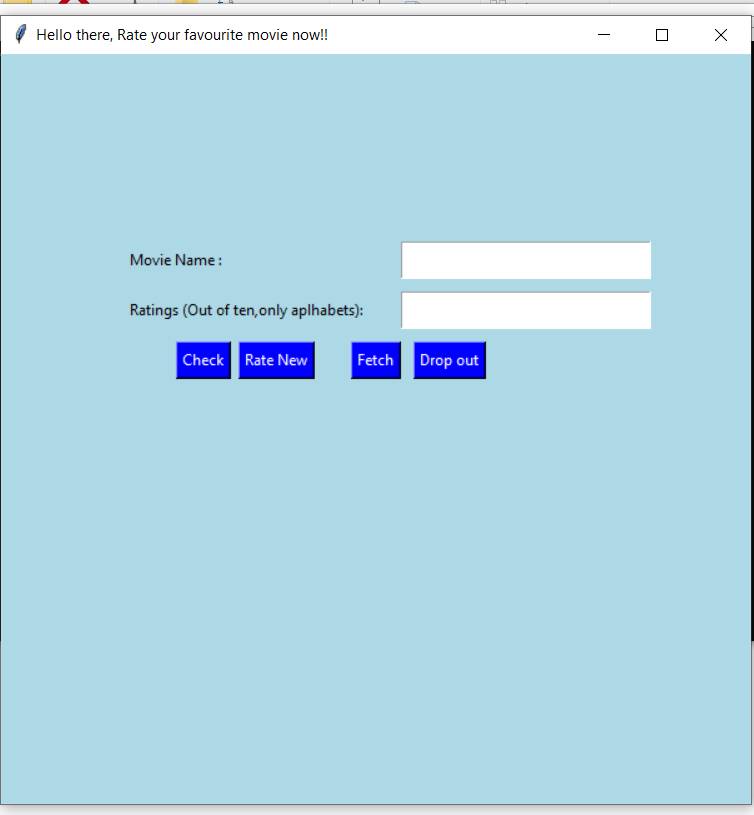 Hello there, Rate your favourite movie now!!
Movie Name :
Ratings (Out of ten,only aplhabets):
Check Rate New Fetch Drop out